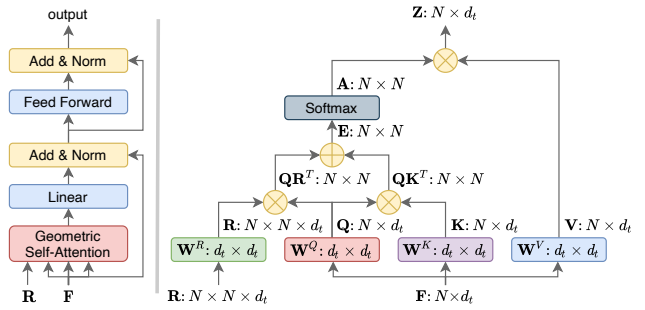 output
Add & Norm
Feed Forward
Add & Norm
Linear
Geometric
Self-Attention
R
F
Z: N × d_t
A: N × N
Softmax
E: N × N
QR^T: N × N
QK^T: N × N
R: N × N × d_t
Q: N × d_t
K: N × d_t
V: N × d_t
W^R: d_t × d_t
W^Q: d_t × d_t
W^K: d_t × d_t
W^V: d_t × d_t
R: N × N × d_t
F: N×d_t